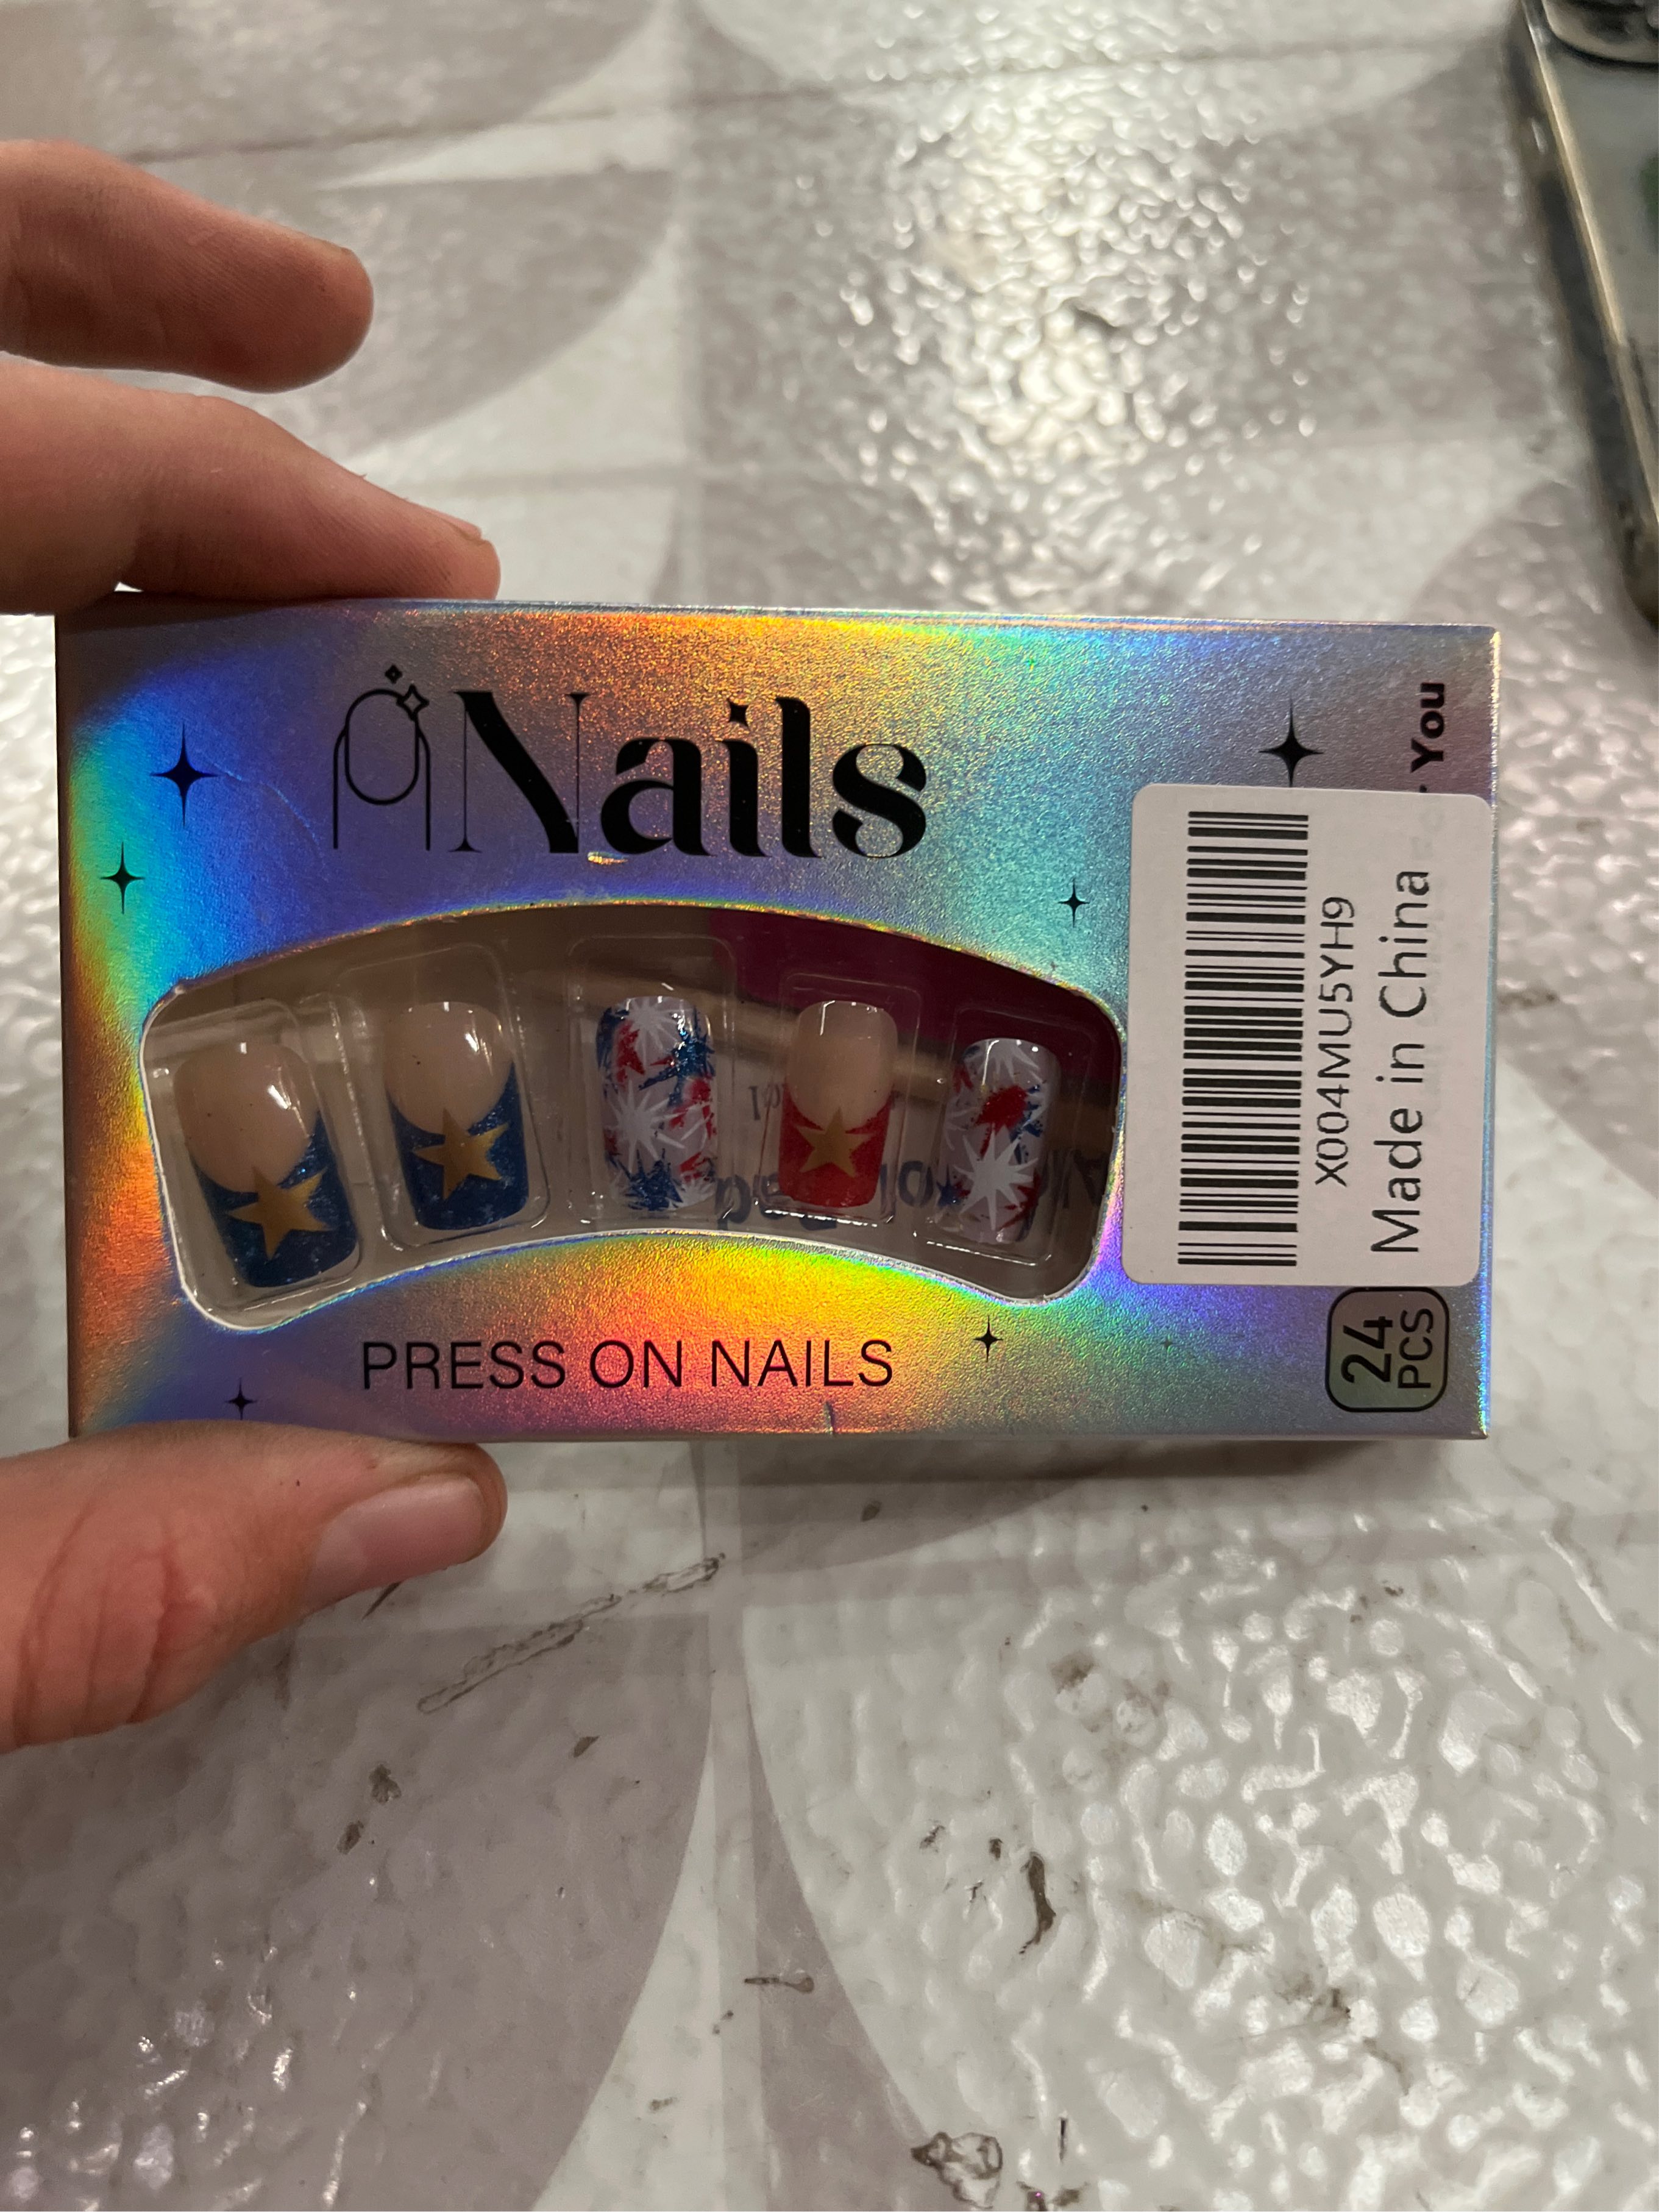 Nails
PRESS ON NAILS
You
X004MU5YH9
Made in China
24
PCS